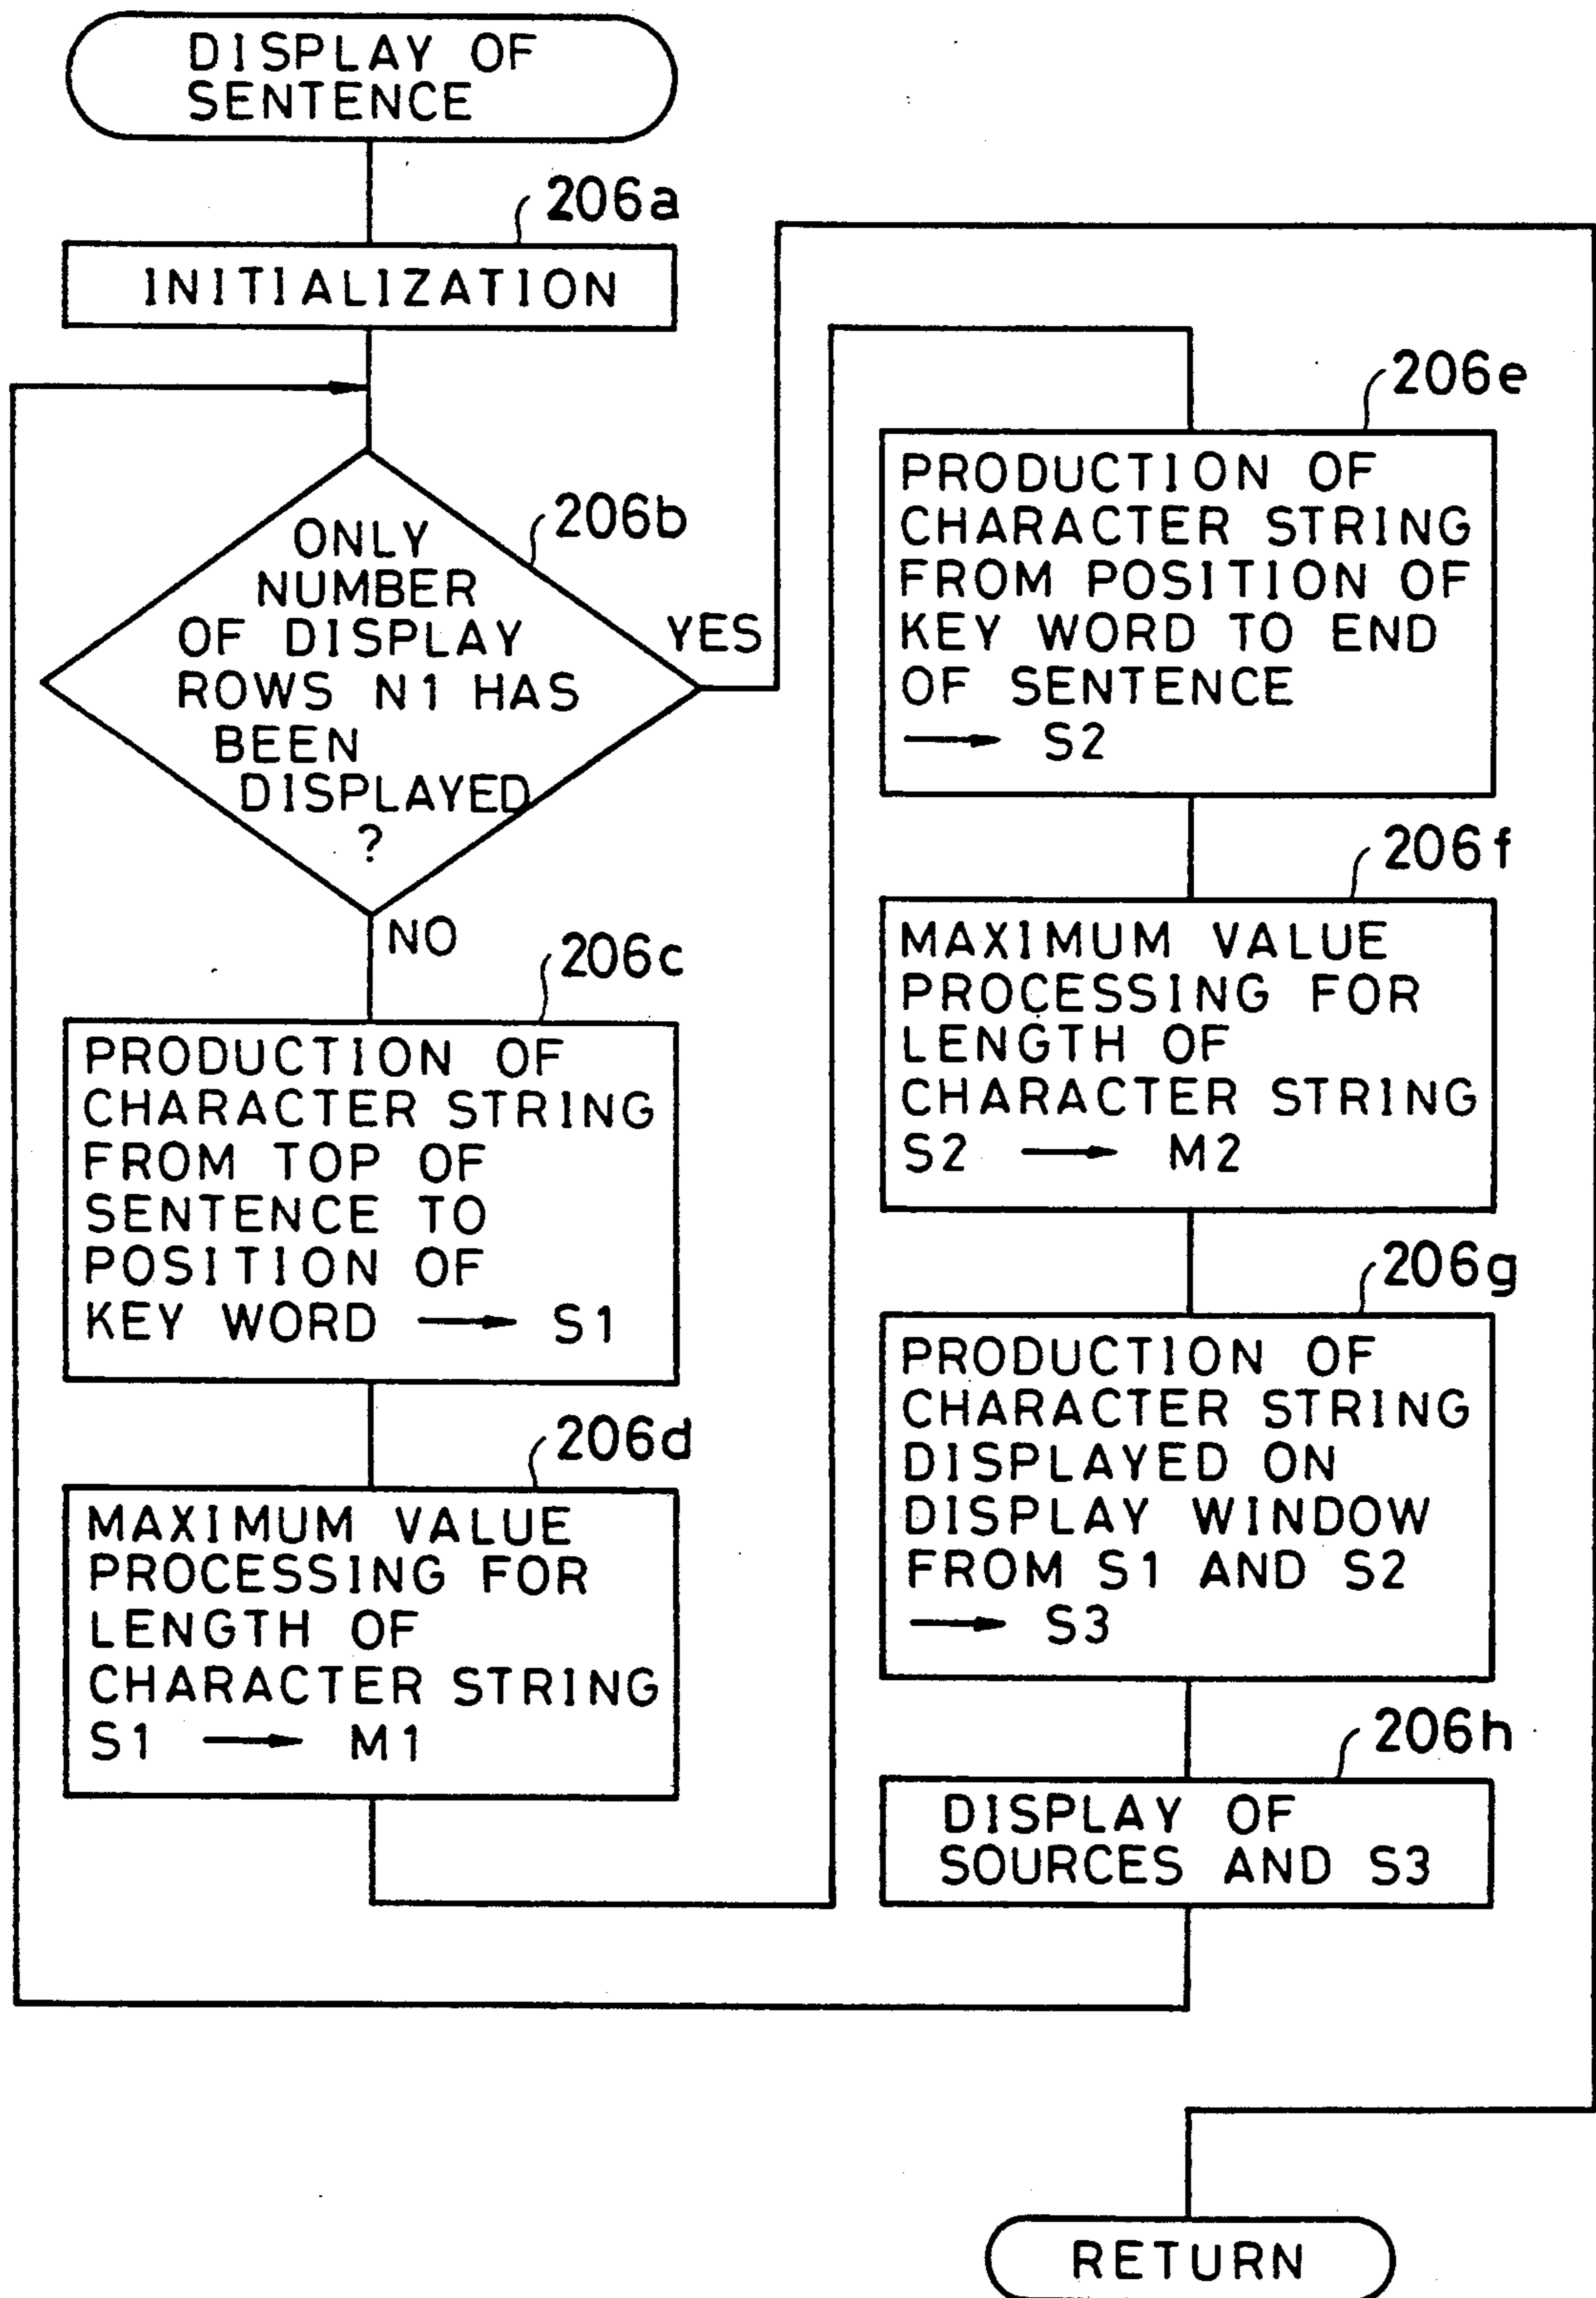 DISPLAY OF
SENTENCE
206a
INITIALIZATION
206b
ONLY
NUMBER
OF DISPLAY
ROWS N1 HAS
BEEN
DISPLAYED
?
YES
NO
206c
PRODUCTION OF
CHARACTER STRING
FROM TOP OF
SENTENCE TO
POSITION OF
KEY WORD → S1
206d
MAXIMUM VALUE
PROCESSING FOR
LENGTH OF
CHARACTER STRING
S1 → M1
206e
PRODUCTION OF
CHARACTER STRING
FROM POSITION OF
KEY WORD TO END
OF SENTENCE
→ S2
206f
MAXIMUM VALUE
PROCESSING FOR
LENGTH OF
CHARACTER STRING
S2 → M2
206g
PRODUCTION OF
CHARACTER STRING
DISPLAYED ON
DISPLAY WINDOW
FROM S1 AND S2
→ S3
206h
DISPLAY OF
SOURCES AND S3
RETURN